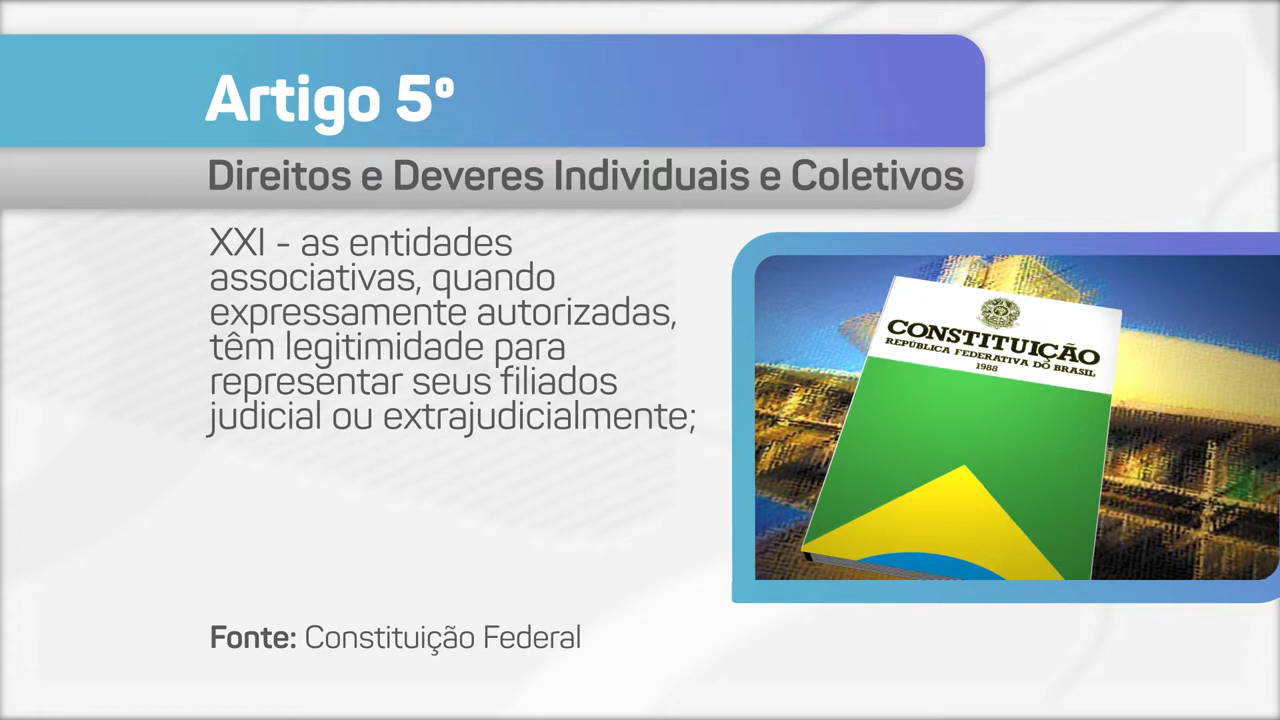 Artigo 5º
Direitos e Deveres Individuais e Coletivos
XXI - as entidades
associativas, quando
expressamente autorizadas,
têm legitimidade para
representar seus filiados
judicial ou extrajudicialmente;
CONSTITUIÇÃO
REPÚBLICA FEDERATIVA DO BRASIL
1988
Fonte: Constituição Federal